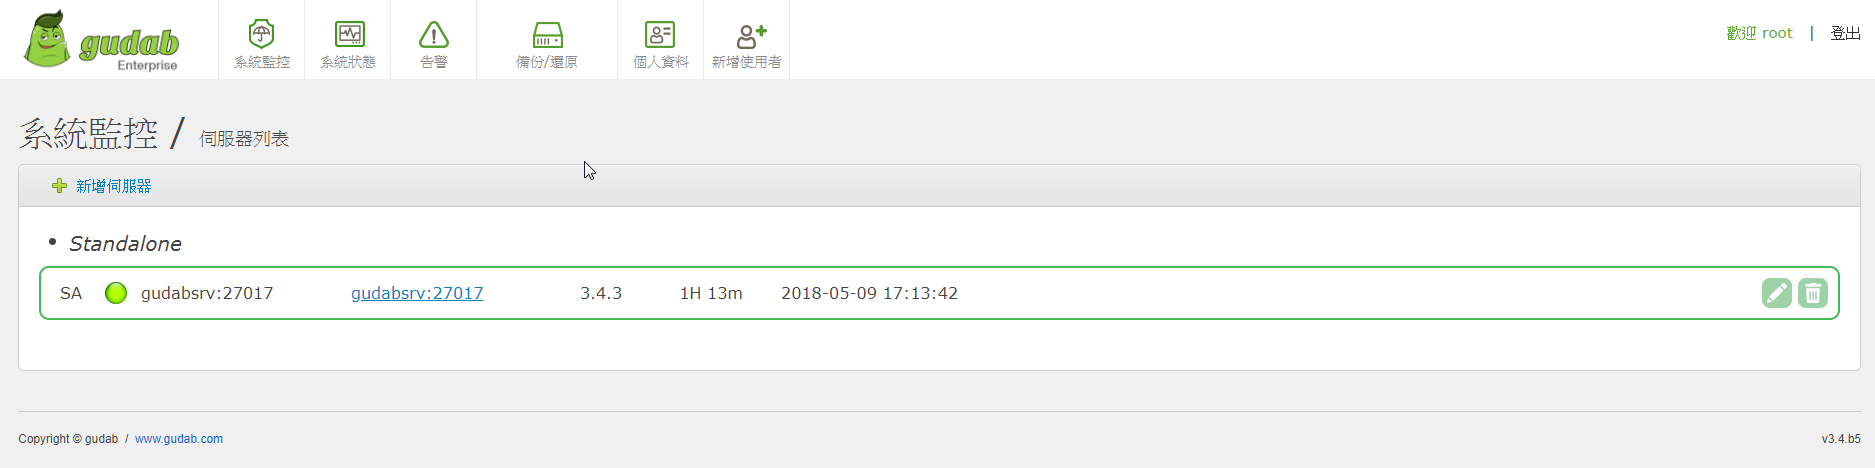 gudab
Enterprise
系統監控
系統狀態
告警
備份/還原
個人資料
新增使用者
歡迎 root | 登出
系統監控 / 伺服器列表
新增伺服器
• Standalone
SA gudabsrv:27017 gudabsrv:27017 3.4.3 1H 13m 2018-05-09 17:13:42
Copyright © gudab / www.gudab.com
v3.4.b5